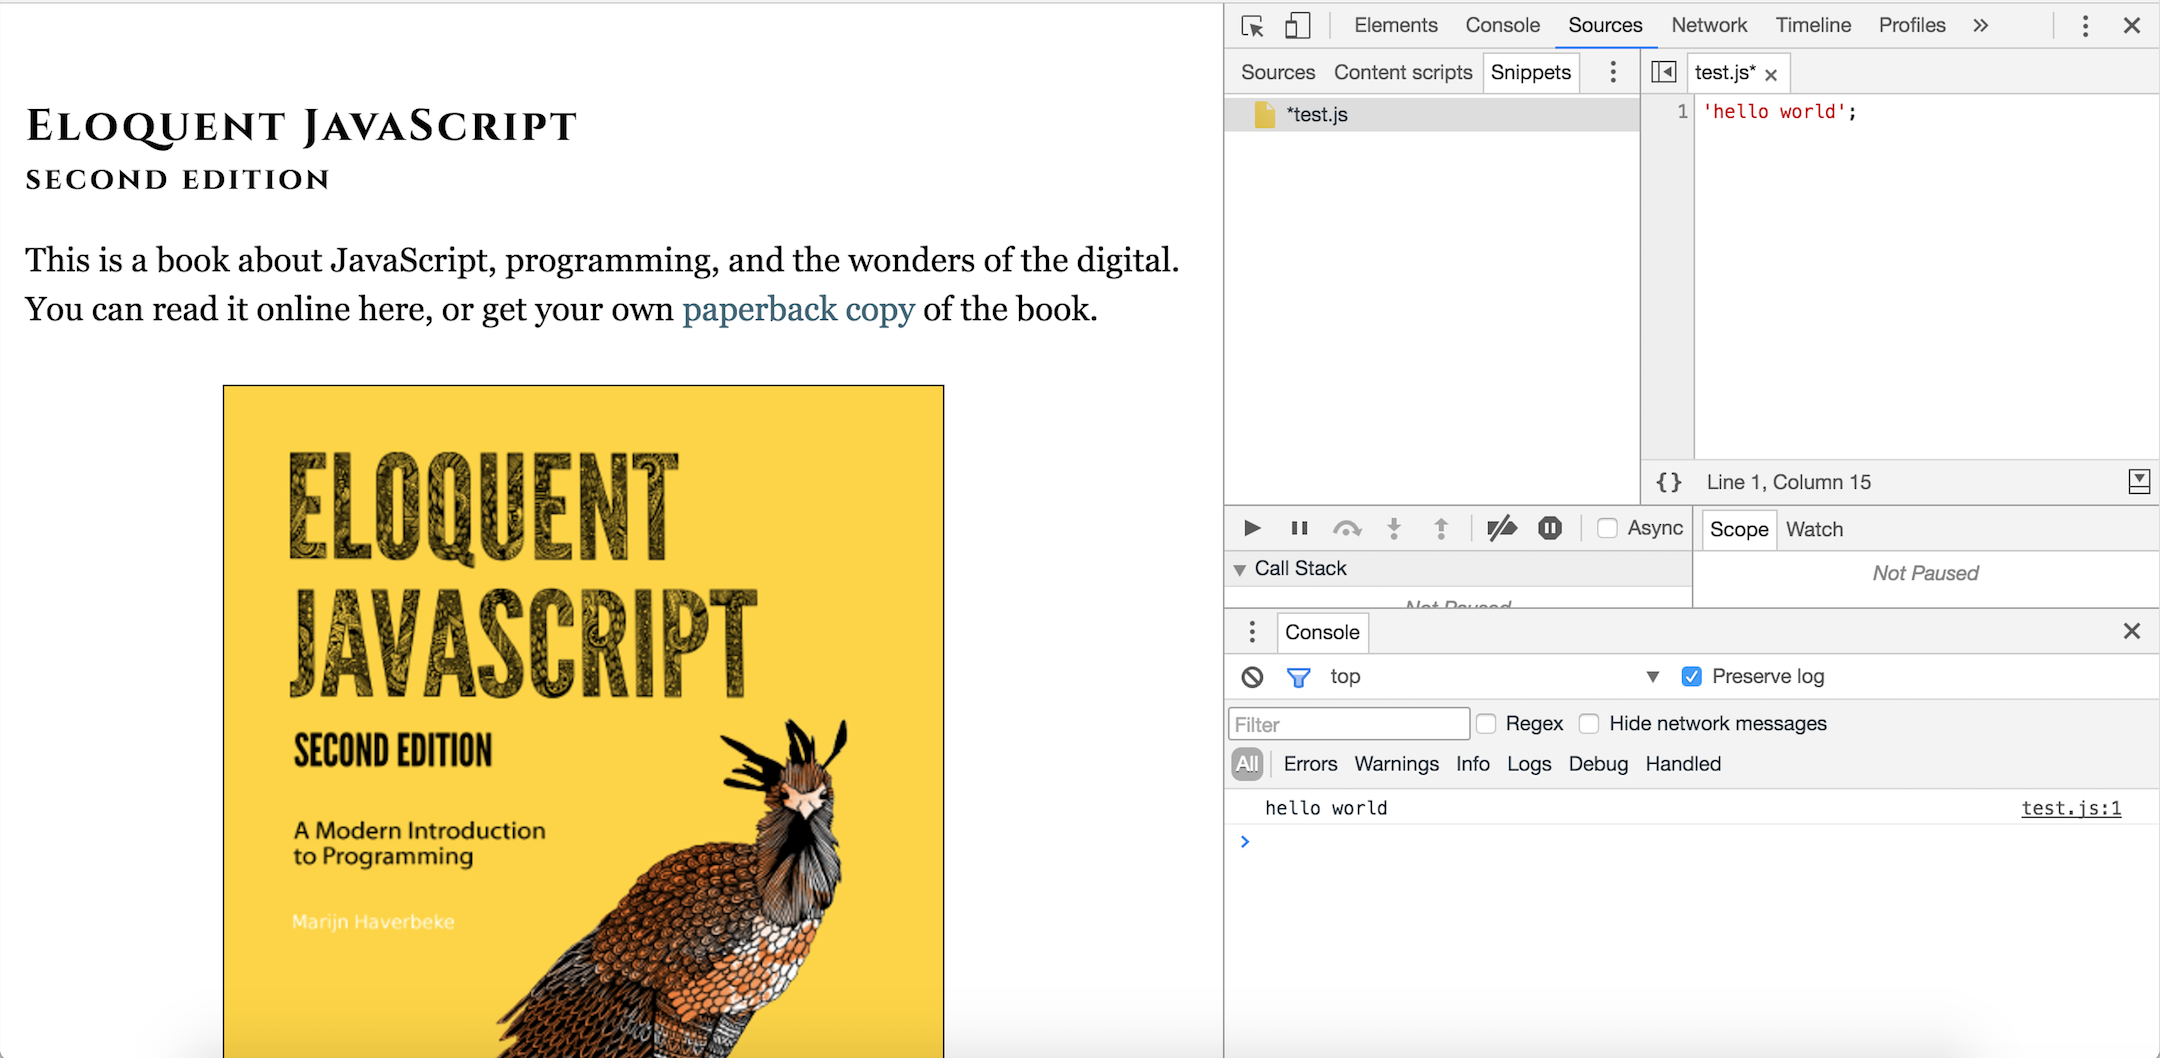 Eloquent JavaScript
second edition
This is a book about JavaScript, programming, and the wonders of the digital.
You can read it online here, or get your own paperback copy of the book.
ELOQUENT
JAVASCRIPT
SECOND EDITION
A Modern Introduction
to Programming
Marijn Haverbeke
Elements Console Sources Network Timeline Profiles »
Sources Content scripts Snippets
test.js* ×
*test.js
1 'hello world';
{} Line 1, Column 15
Async
Scope Watch
Call Stack
Not Paused
Not Paused
Console
top
Preserve log
Filter
Regex
Hide network messages
All Errors Warnings Info Logs Debug Handled
hello world test.js:1
>